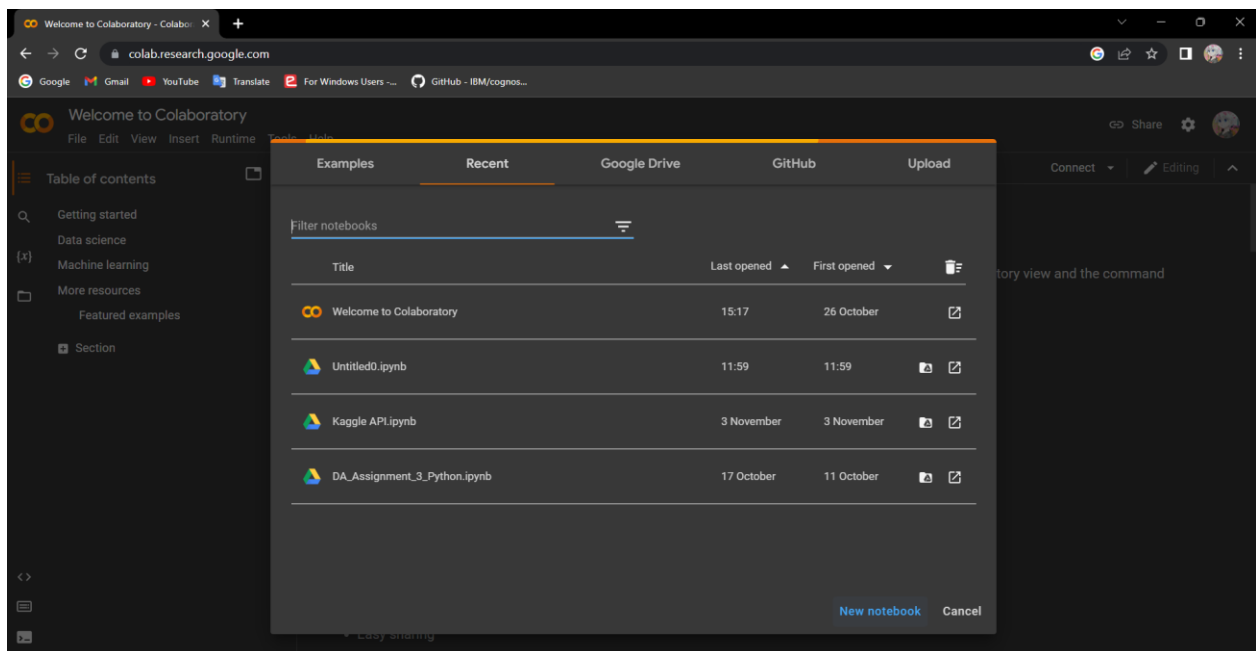 Welcome to Colaboratory - Colabor
colab.research.google.com
Google Gmail YouTube Translate For Windows Users -... GitHub - IBM/cognos...
Welcome to Colaboratory
Share
File Edit View Insert Runtime Tools Help
Examples Recent Google Drive GitHub Upload
Connect Editing
Table of contents
Getting started
Data science
{x}
Machine learning
More resources
Featured examples
Section
Filter notebooks
Title Last opened First opened
tory view and the command
Welcome to Colaboratory 15:17 26 October
Untitled0.ipynb 11:59 11:59
Kaggle API.ipynb 3 November 3 November
DA_Assignment_3_Python.ipynb 17 October 11 October
New notebook Cancel
Easy sharing